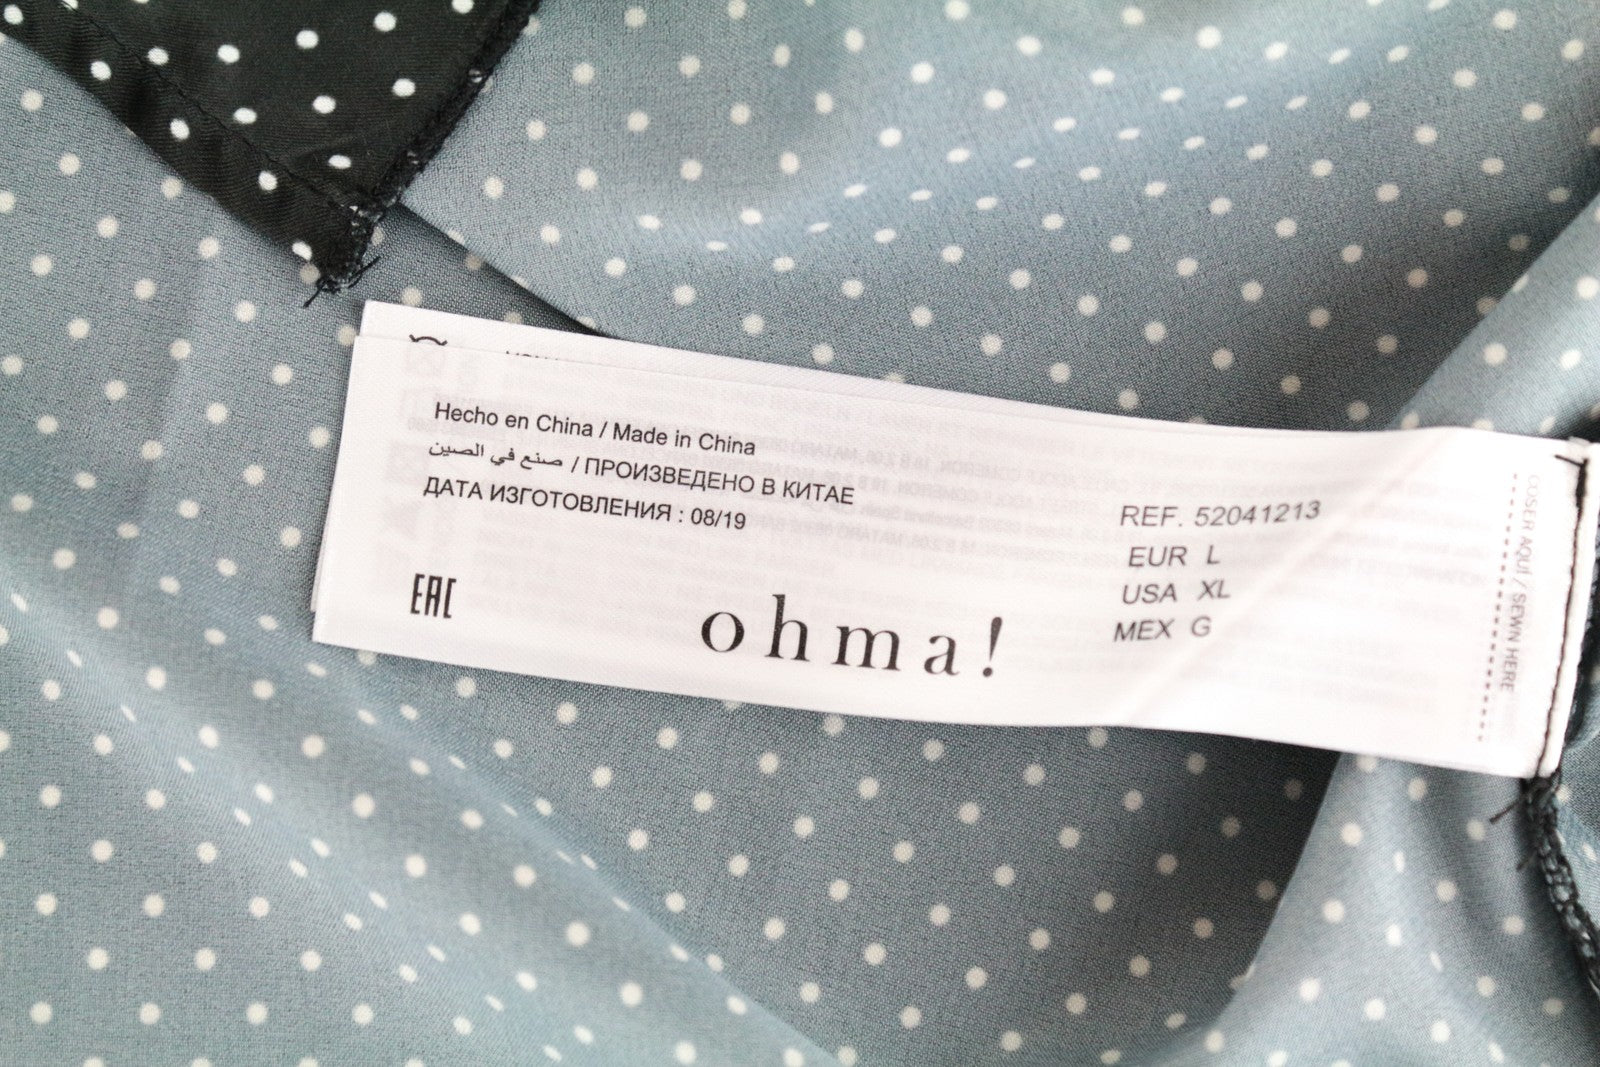 Hecho en China / Made in China
صنع في الصين / ПРОИЗВЕДЕНО В КИТАЕ
ДАТА ИЗГОТОВЛЕНИЯ : 08/19
EAC
ohma!
REF. 52041213
EUR L
USA XL
MEX G
COSER AQUÍ / SEWN HERE